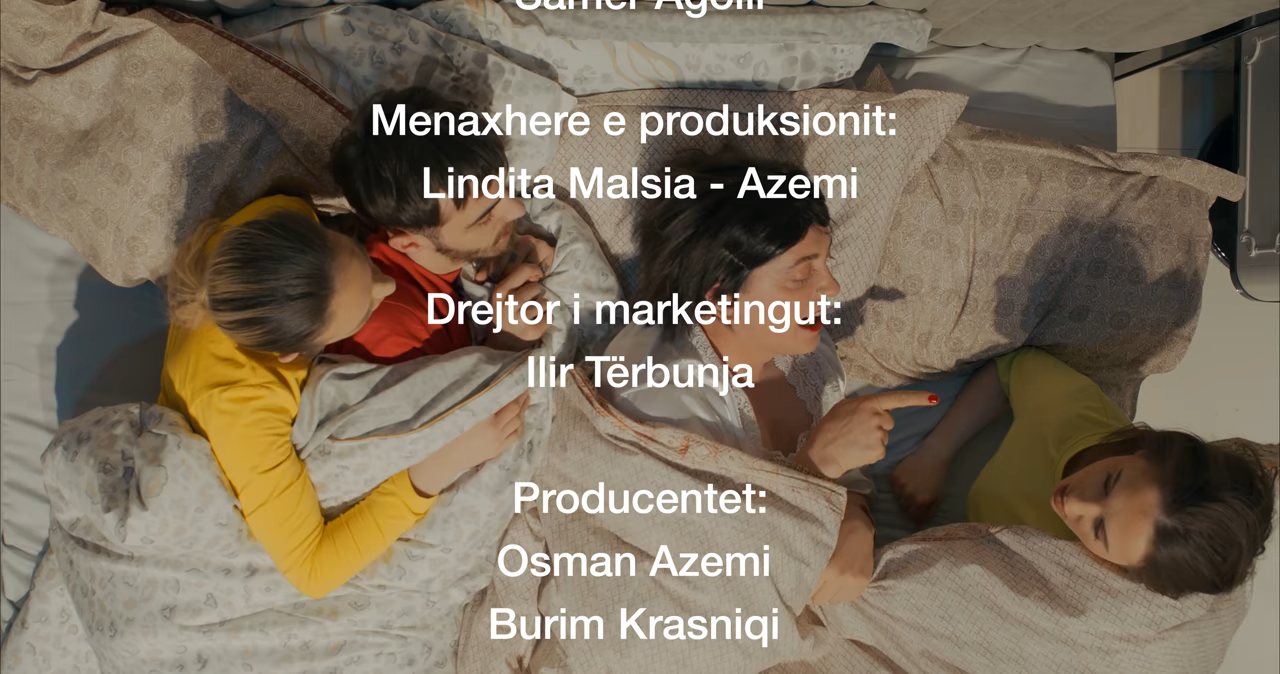 Menaxhere e produksionit:
Lindita Malsia - Azemi
Drejtor i marketingut:
Ilir Tërbunja
Producentet:
Osman Azemi
Burim Krasniqi